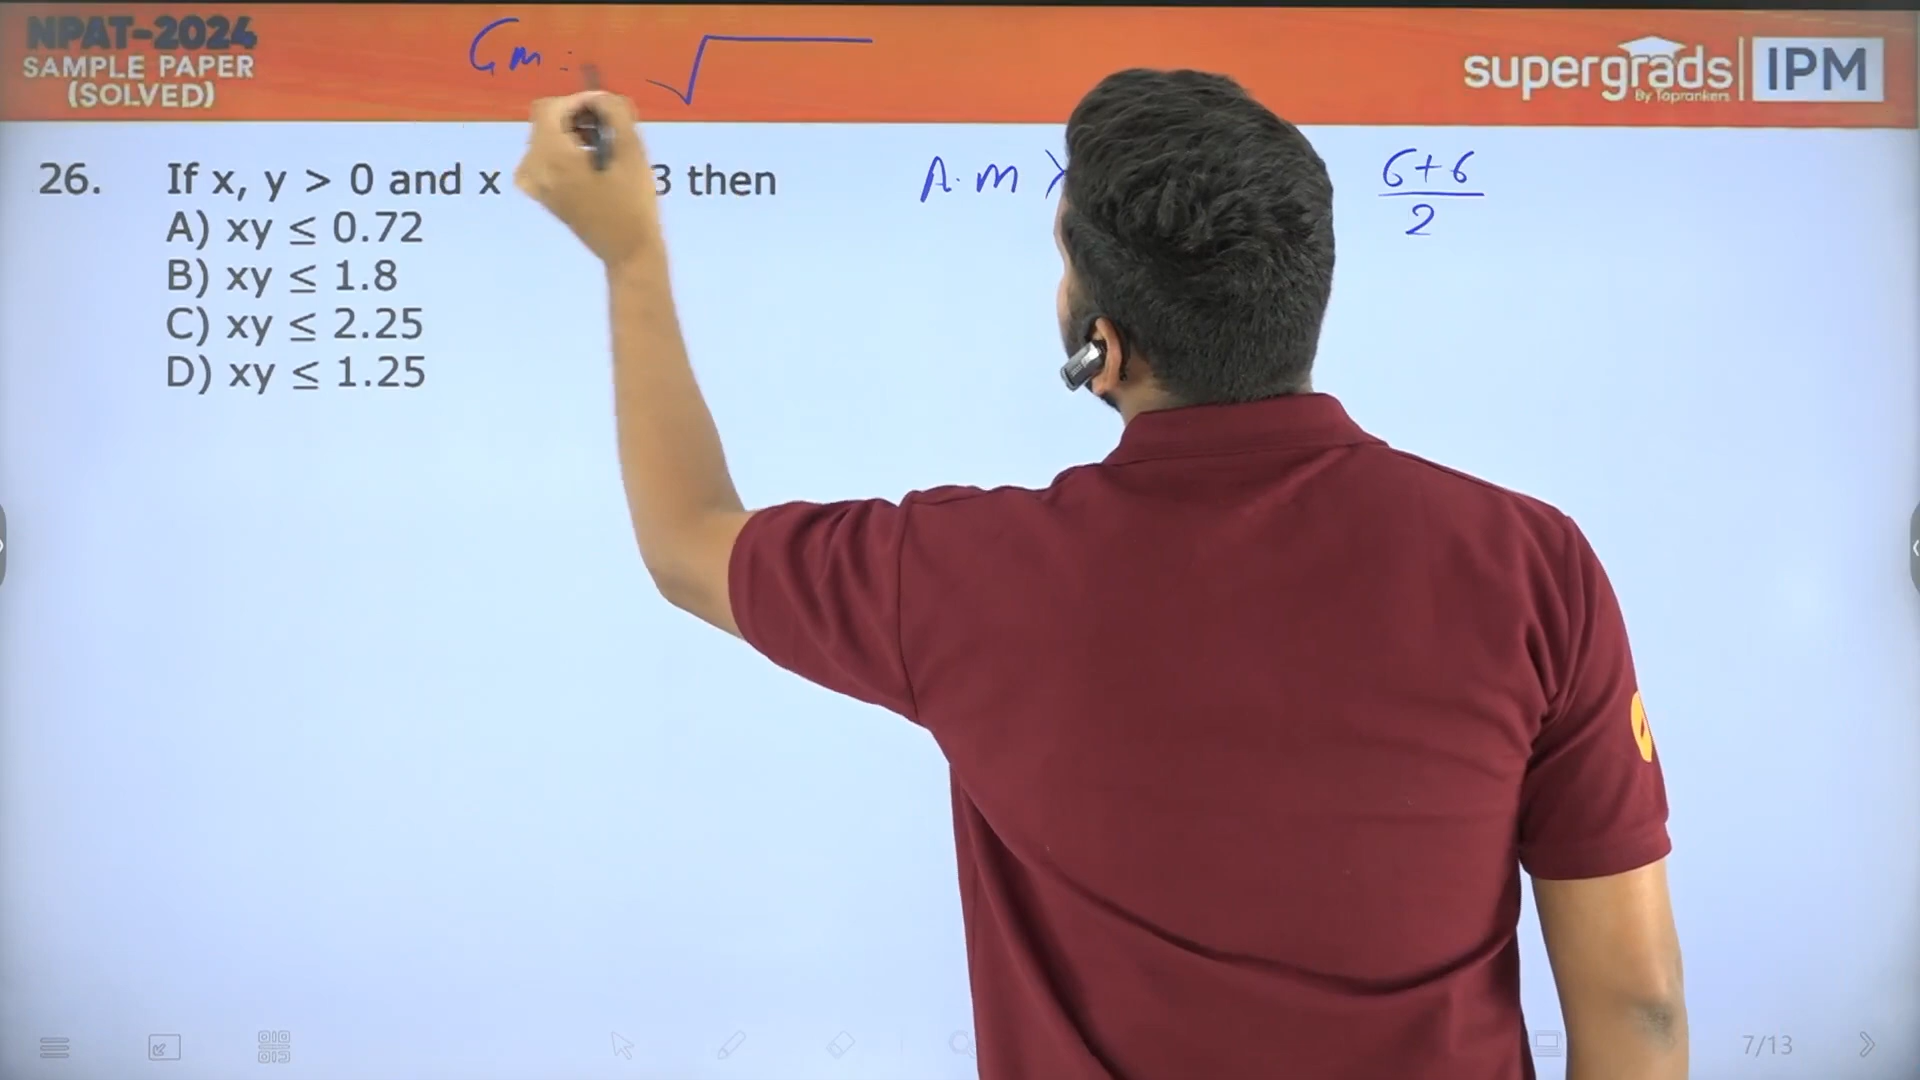 NPAT-2024
SAMPLE PAPER
(SOLVED)
Gm =
supergrads
By Toprankers
IPM
26. If x, y > 0 and x 3 then
A) xy ≤ 0.72
B) xy ≤ 1.8
C) xy ≤ 2.25
D) xy ≤ 1.25
A.m
6+6
2
7/13